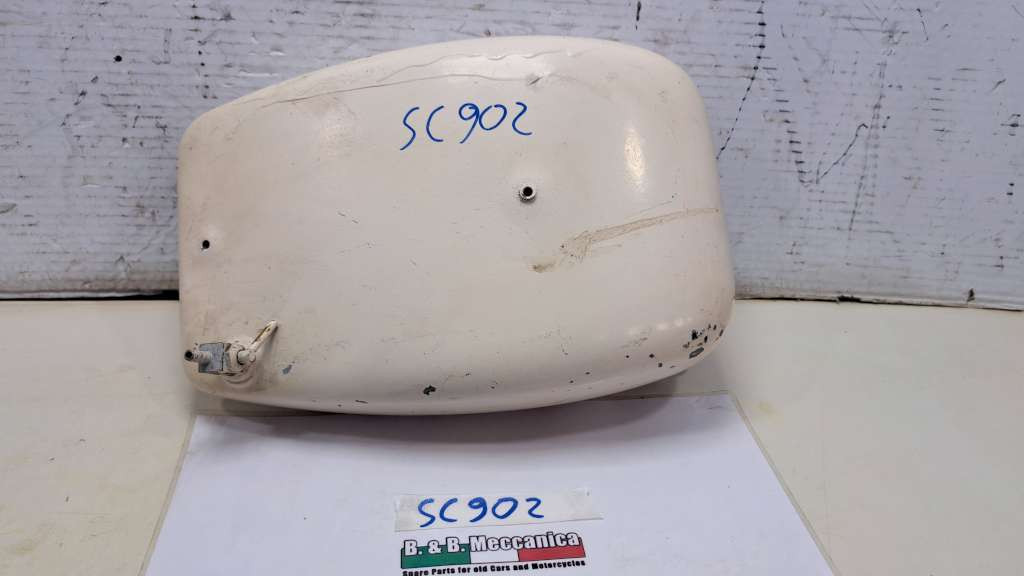 SC902
SC902
B. & B. Meccanica
Spare Parts for old Cars and Motorcycles